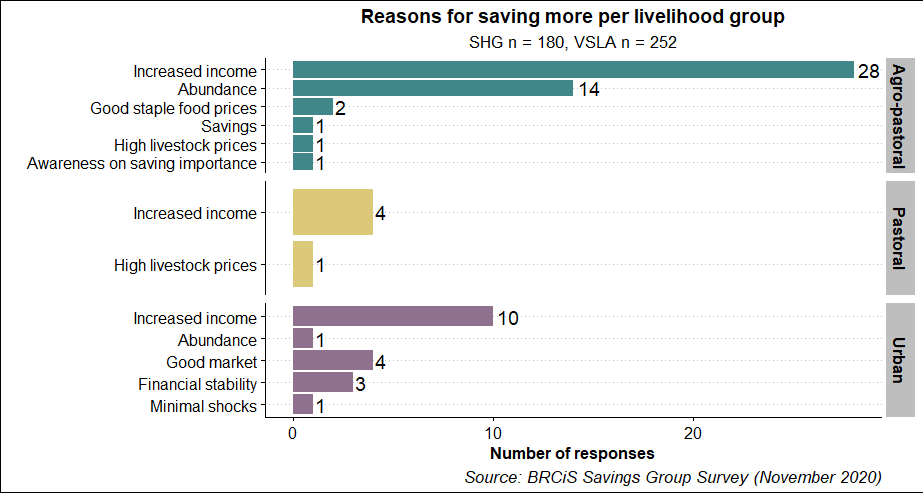 Reasons for saving more per livelihood group
SHG n = 180, VSLA n = 252
Increased income 28
Abundance 14
Good staple food prices 2
Savings 1
High livestock prices 1
Awareness on saving importance 1
Agro-pastoral
Increased income 4
High livestock prices 1
Pastoral
Increased income 10
Abundance 1
Good market 4
Financial stability 3
Minimal shocks 1
Urban
0 10 20
Number of responses
Source: BRCiS Savings Group Survey (November 2020)